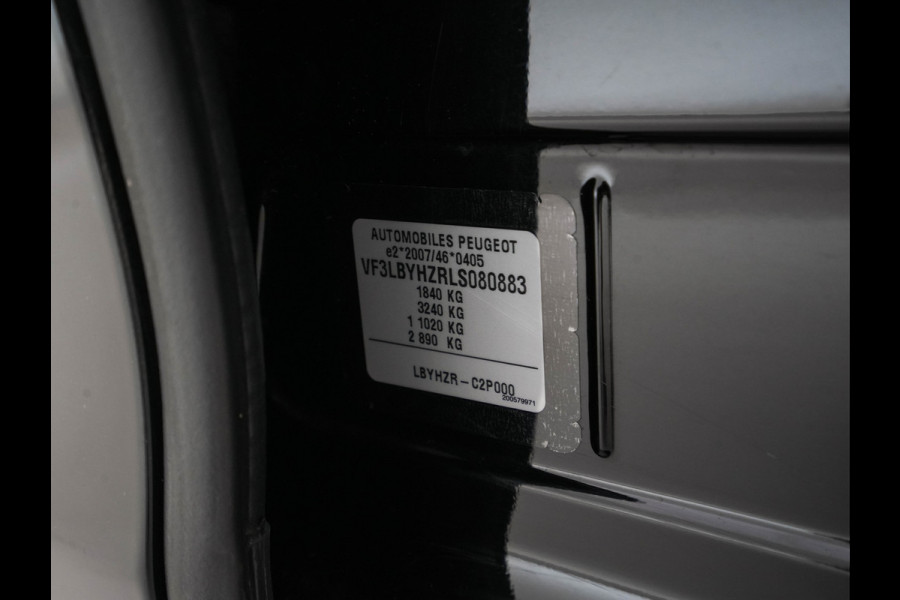 AUTOMOBILES PEUGEOT
e2*2007/46*0405
VF3LBYHZRLS080883
1840 KG
3240 KG
1 1020 KG
2 890 KG
LBYHZR-C2P000
200579971